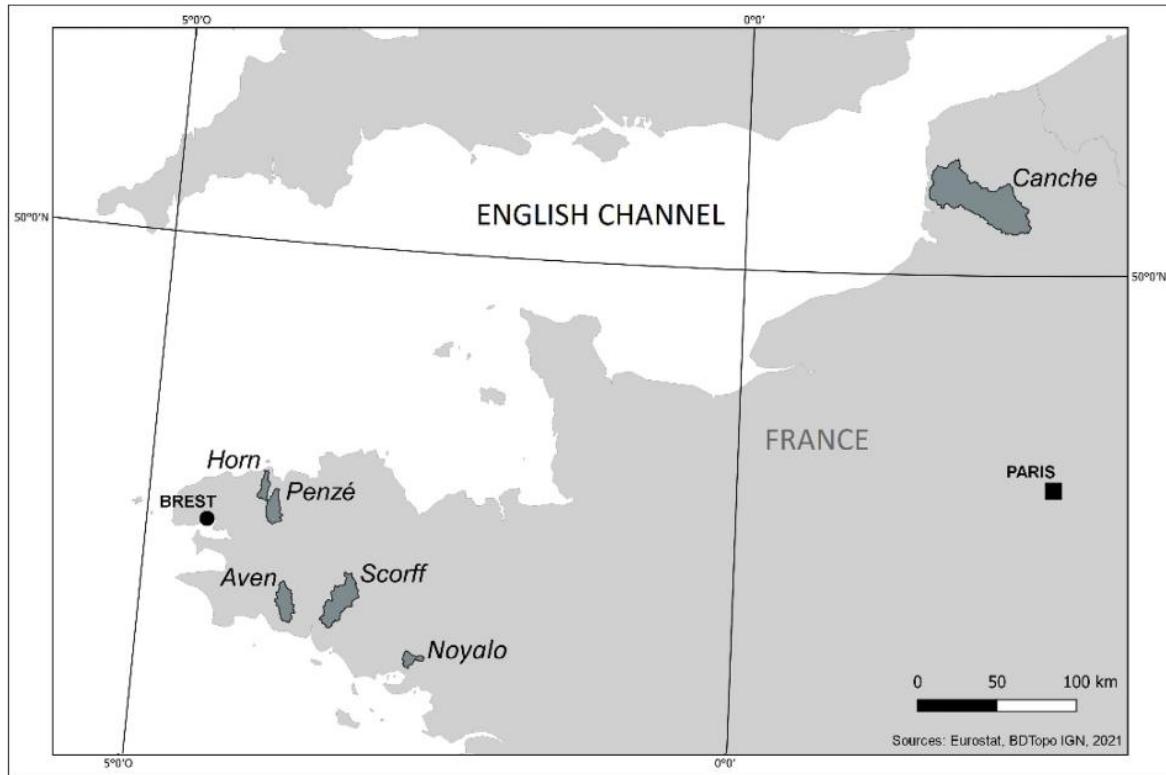 5°0'O
0°0'
Canche
50°0'N
ENGLISH CHANNEL
50°0'N
FRANCE
Horn
PARIS
Penzé
BREST
Aven
Scorff
Noyalo
0 50 100 km
Sources: Eurostat, BDTopo IGN, 2021
5°0'O
0°0'